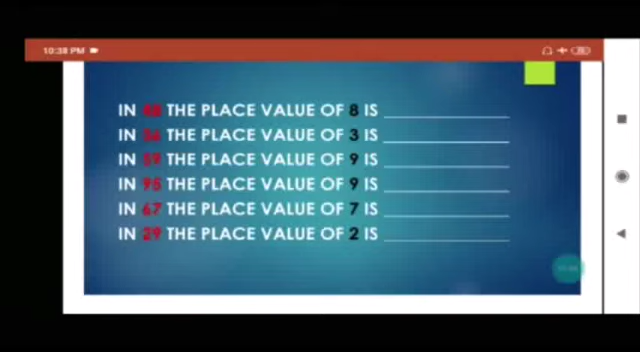 10:38 PM
IN THE PLACE VALUE OF 8 IS
IN THE PLACE VALUE OF 3 IS
IN 59 THE PLACE VALUE OF 9 IS
IN 95 THE PLACE VALUE OF 9 IS
IN 67 THE PLACE VALUE OF 7 IS
IN 29 THE PLACE VALUE OF 2 IS